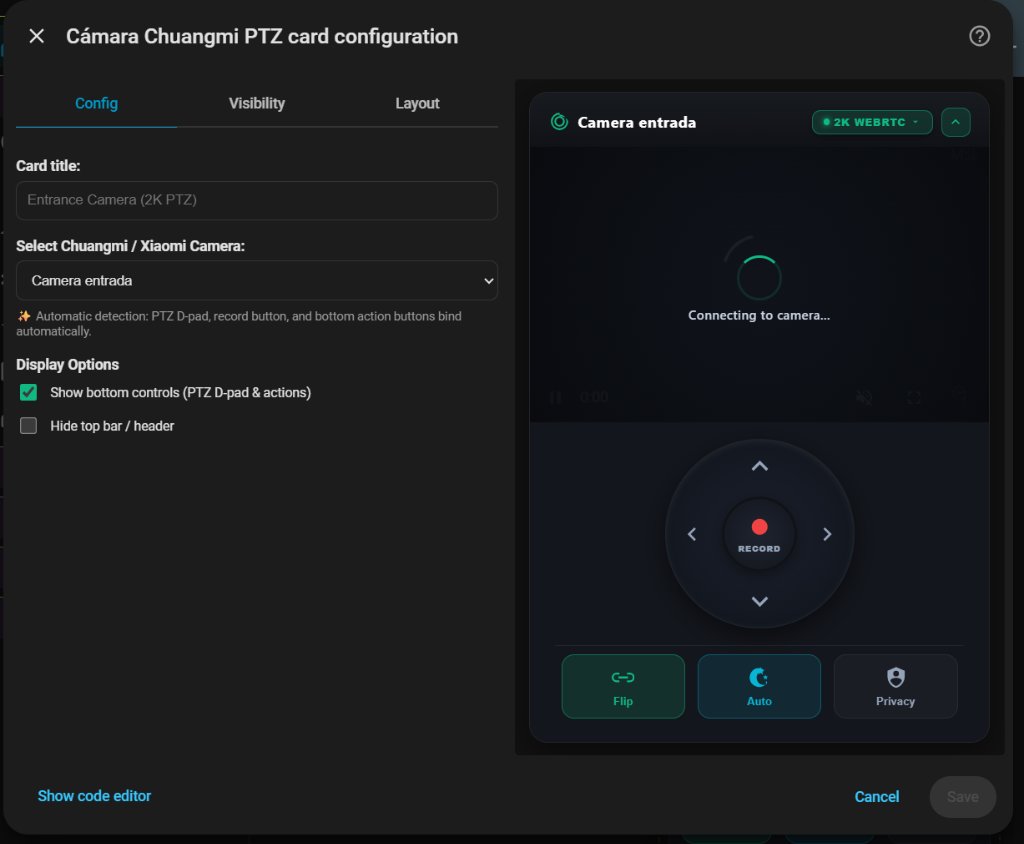 Cámara Chuangmi PTZ card configuration
Config
Visibility
Layout
Card title:
Entrance Camera (2K PTZ)
Select Chuangmi / Xiaomi Camera:
Camera entrada
✨ Automatic detection: PTZ D-pad, record button, and bottom action buttons bind
automatically.
Display Options
Show bottom controls (PTZ D-pad & actions)
Hide top bar / header
Camera entrada
2K WEBRTC
Connecting to camera...
0:00
RECORD
Flip
Auto
Privacy
Show code editor
Cancel
Save